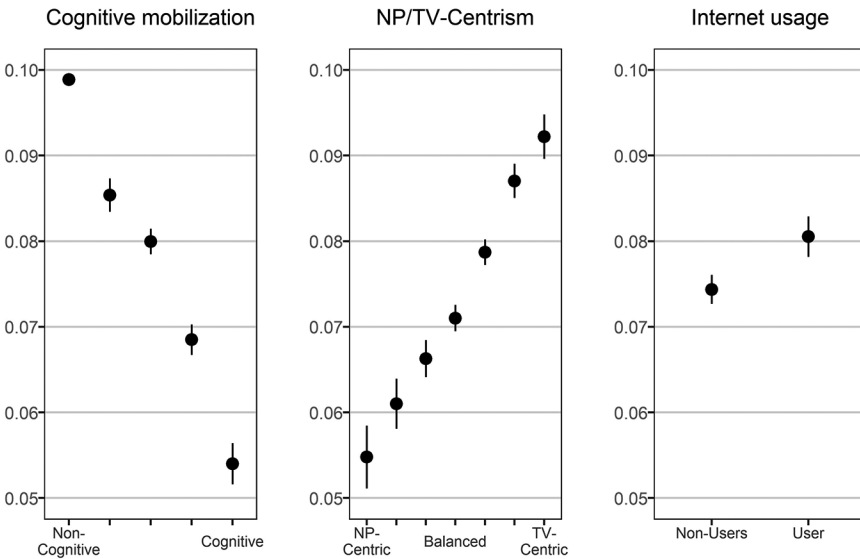 Cognitive mobilization
NP/TV-Centrism
Internet usage
0.10
0.09
0.08
0.07
0.06
0.05
Non-
Cognitive
Cognitive
0.10
0.09
0.08
0.07
0.06
0.05
NP-
Centric
Balanced
TV-
Centric
0.10
0.09
0.08
0.07
0.06
0.05
Non-Users
User